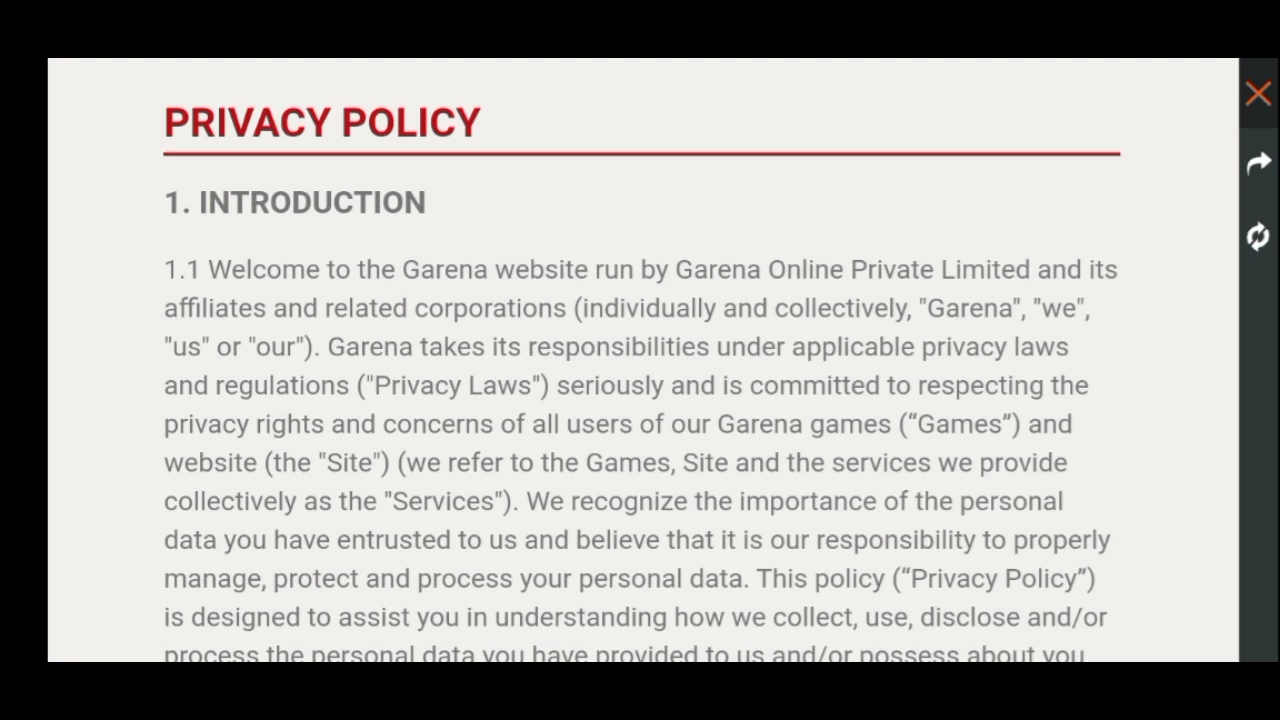 PRIVACY POLICY
1. INTRODUCTION
1.1 Welcome to the Garena website run by Garena Online Private Limited and its
affiliates and related corporations (individually and collectively, "Garena", "we",
"us" or "our"). Garena takes its responsibilities under applicable privacy laws
and regulations ("Privacy Laws") seriously and is committed to respecting the
privacy rights and concerns of all users of our Garena games (“Games”) and
website (the "Site") (we refer to the Games, Site and the services we provide
collectively as the "Services"). We recognize the importance of the personal
data you have entrusted to us and believe that it is our responsibility to properly
manage, protect and process your personal data. This policy (“Privacy Policy”)
is designed to assist you in understanding how we collect, use, disclose and/or
process the personal data you have provided to us and/or possess about you